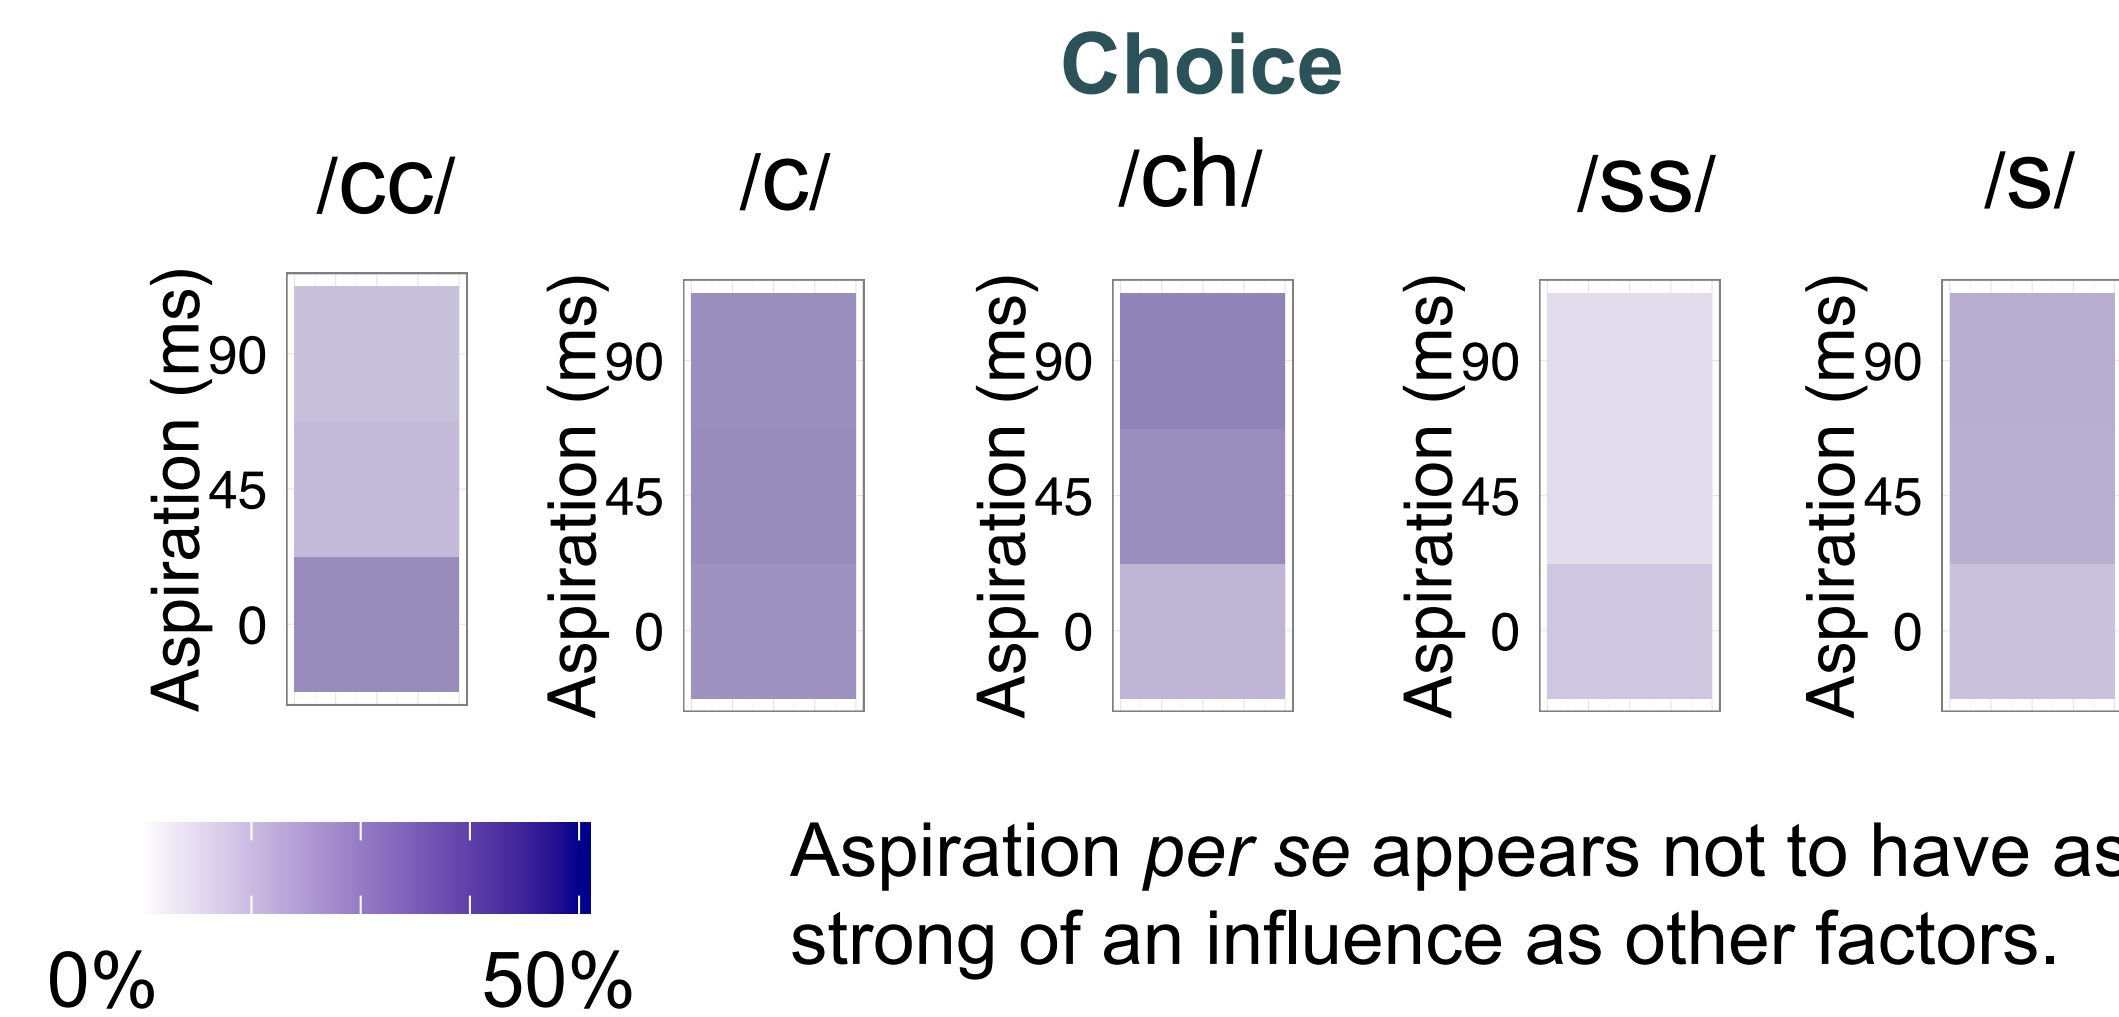 Choice
/cc/ /c/ /ch/ /ss/ /s/
Aspiration (ms) 90 45 0
Aspiration (ms) 90 45 0
Aspiration (ms) 90 45 0
Aspiration (ms) 90 45 0
Aspiration (ms) 90 45 0
0% 50%
Aspiration per se appears not to have as
strong of an influence as other factors.